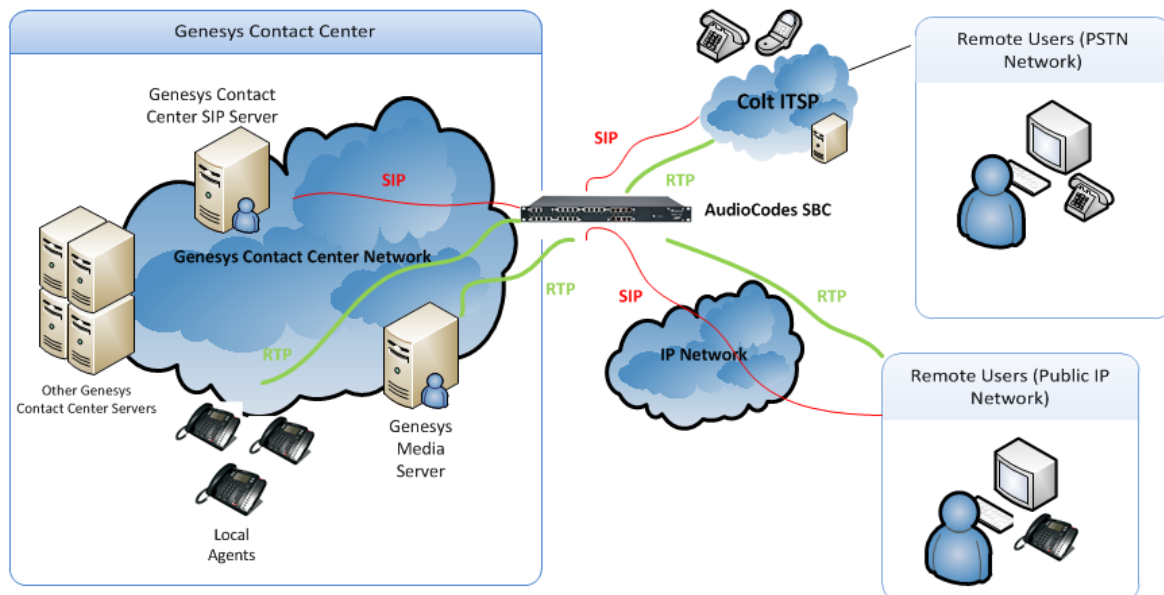 Genesys Contact Center
Genesys Contact
Center SIP Server
SIP
Genesys Contact Center Network
RTP
RTP
Other Genesys
Contact Center Servers
Genesys
Media
Server
Local
Agents
Colt ITSP
SIP
RTP
AudioCodes SBC
SIP
RTP
IP Network
Remote Users (PSTN
Network)
Remote Users (Public IP
Network)